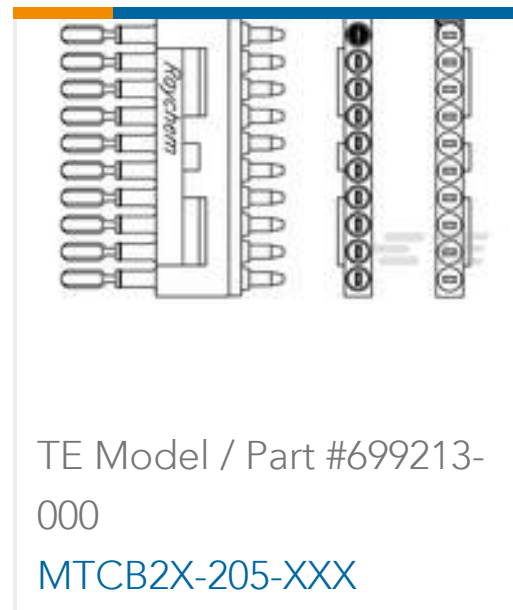 Raychem
TE Model / Part #699213-
000
MTCB2X-205-XXX